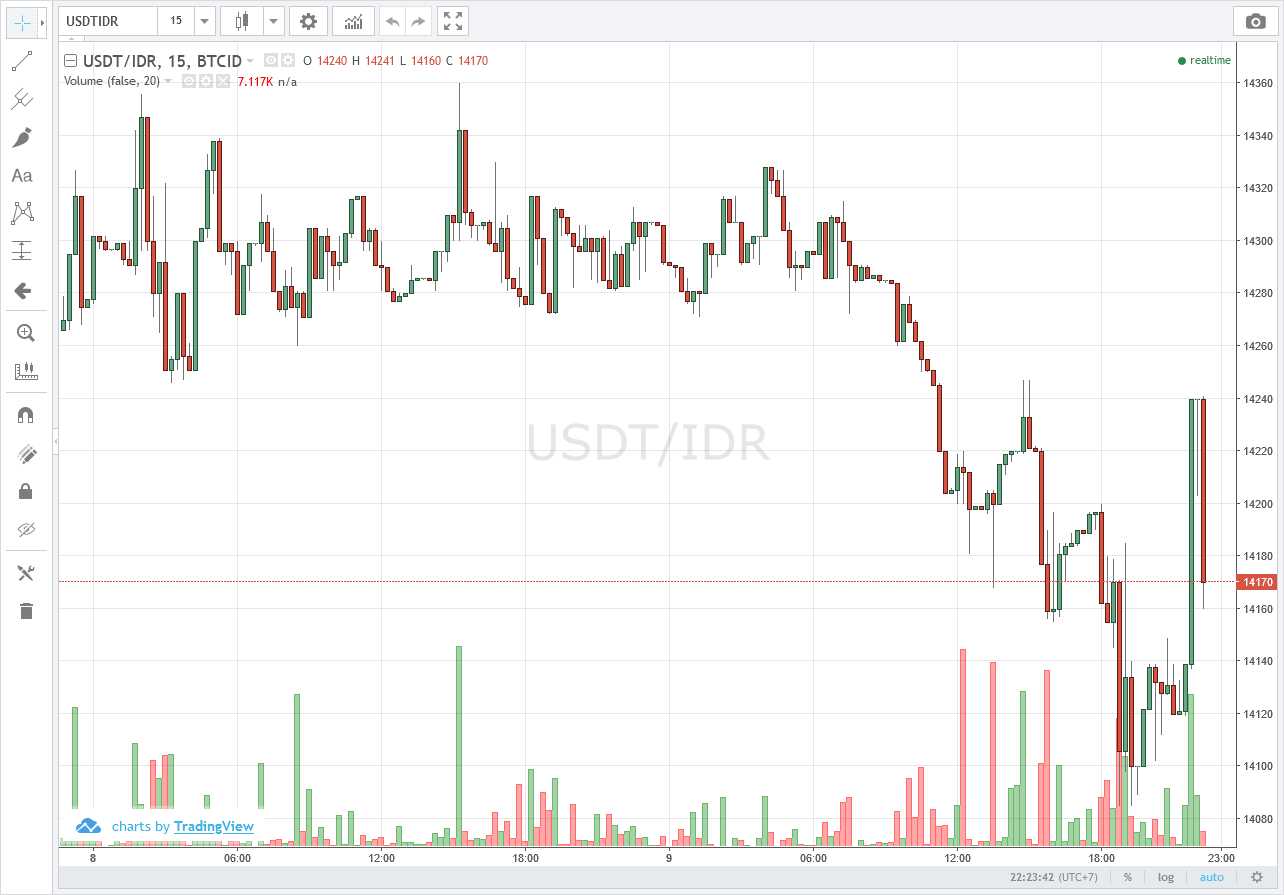 USDTIDR 15
USDT/IDR, 15, BTCID O 14240 H 14241 L 14160 C 14170
realtime
Volume (false, 20) 7.117K n/a
Aa
14360
14340
14320
14300
14280
14260
14240
14220
14200
14180
14170
14160
14140
14120
14100
14080
USDT/IDR
charts by TradingView
8 06:00 12:00 18:00 9 06:00 12:00 18:00 23:00
22:23:42 (UTC+7) % log auto